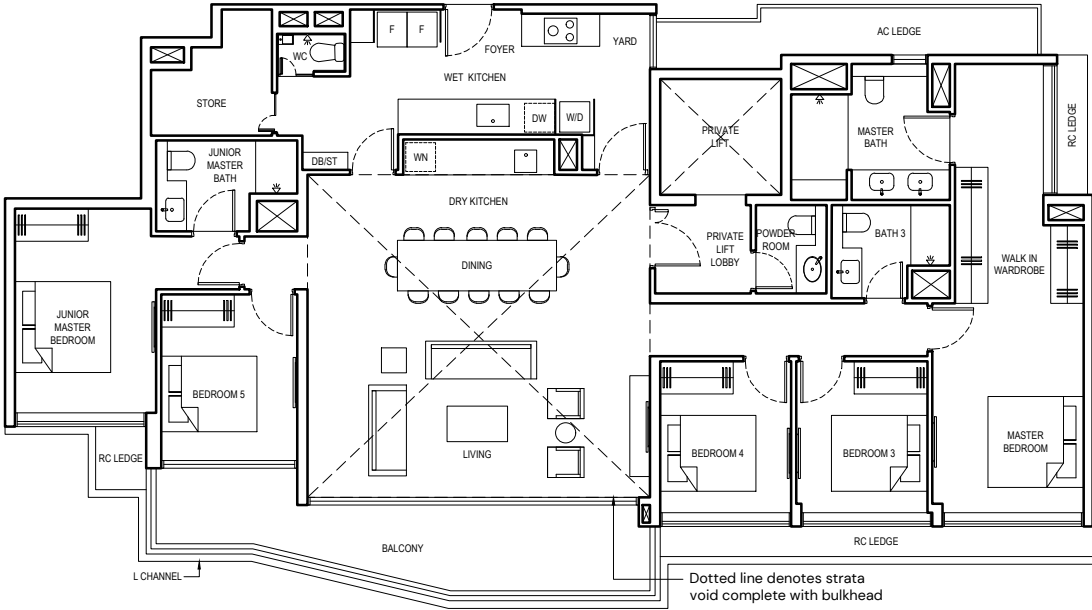 AC LEDGE
F
F
FOYER
YARD
WC
WET KITCHEN
STORE
DW
W/D
RC LEDGE
PRIVATE
LIFT
MASTER
BATH
JUNIOR
MASTER
BATH
DB/ST
WN
DRY KITCHEN
PRIVATE
LIFT
LOBBY
POWDER
ROOM
BATH 3
WALK IN
WARDROBE
DINING
JUNIOR
MASTER
BEDROOM
BEDROOM 5
LIVING
BEDROOM 4
BEDROOM 3
MASTER
BEDROOM
RC LEDGE
RC LEDGE
BALCONY
L CHANNEL
Dotted line denotes strata
void complete with bulkhead